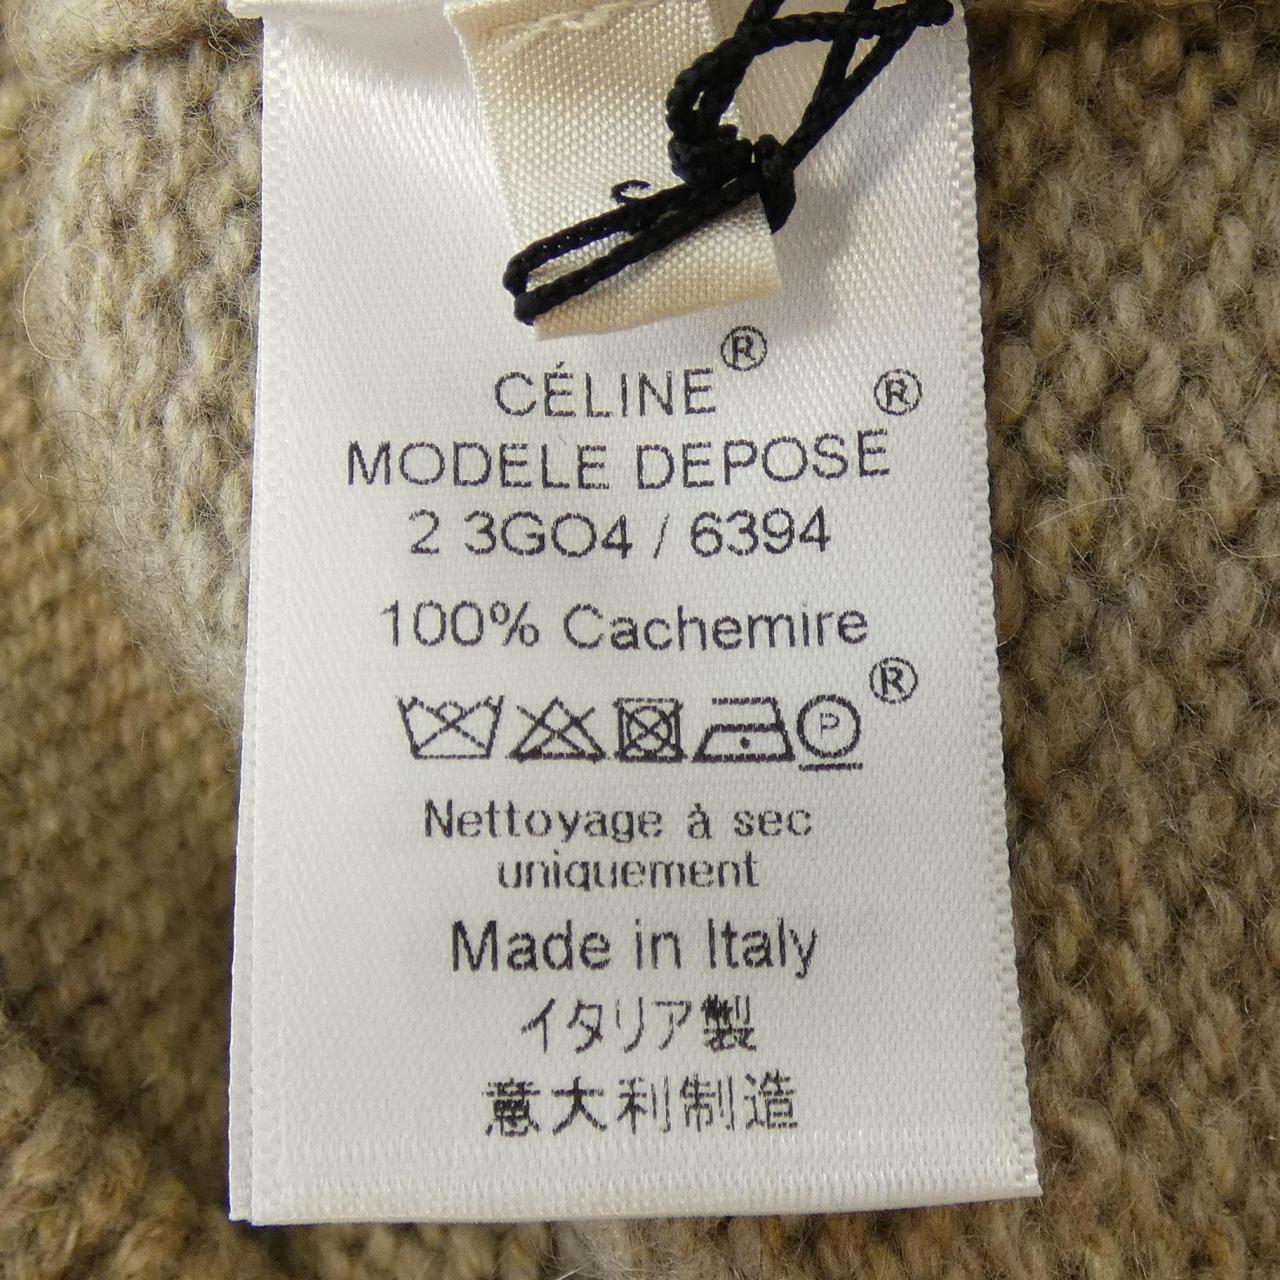 CÉLINE®
MODELE DEPOSE®
2 3GO4 / 6394
100% Cachemire
® P
Nettoyage à sec
uniquement
Made in Italy
イタリア製
意大利制造